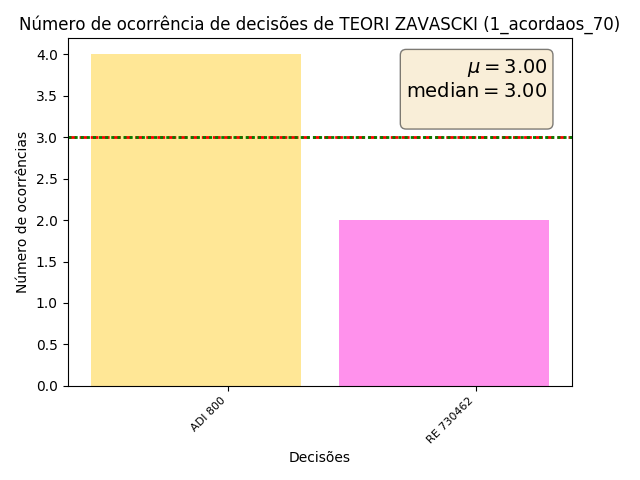 Número de ocorrência de decisões de TEORI ZAVASCKI (1_acordaos_70)
μ = 3.00
median = 3.00
Número de ocorrências
4.0
3.5
3.0
2.5
2.0
1.5
1.0
0.5
0.0
ADI 800
RE 730462
Decisões